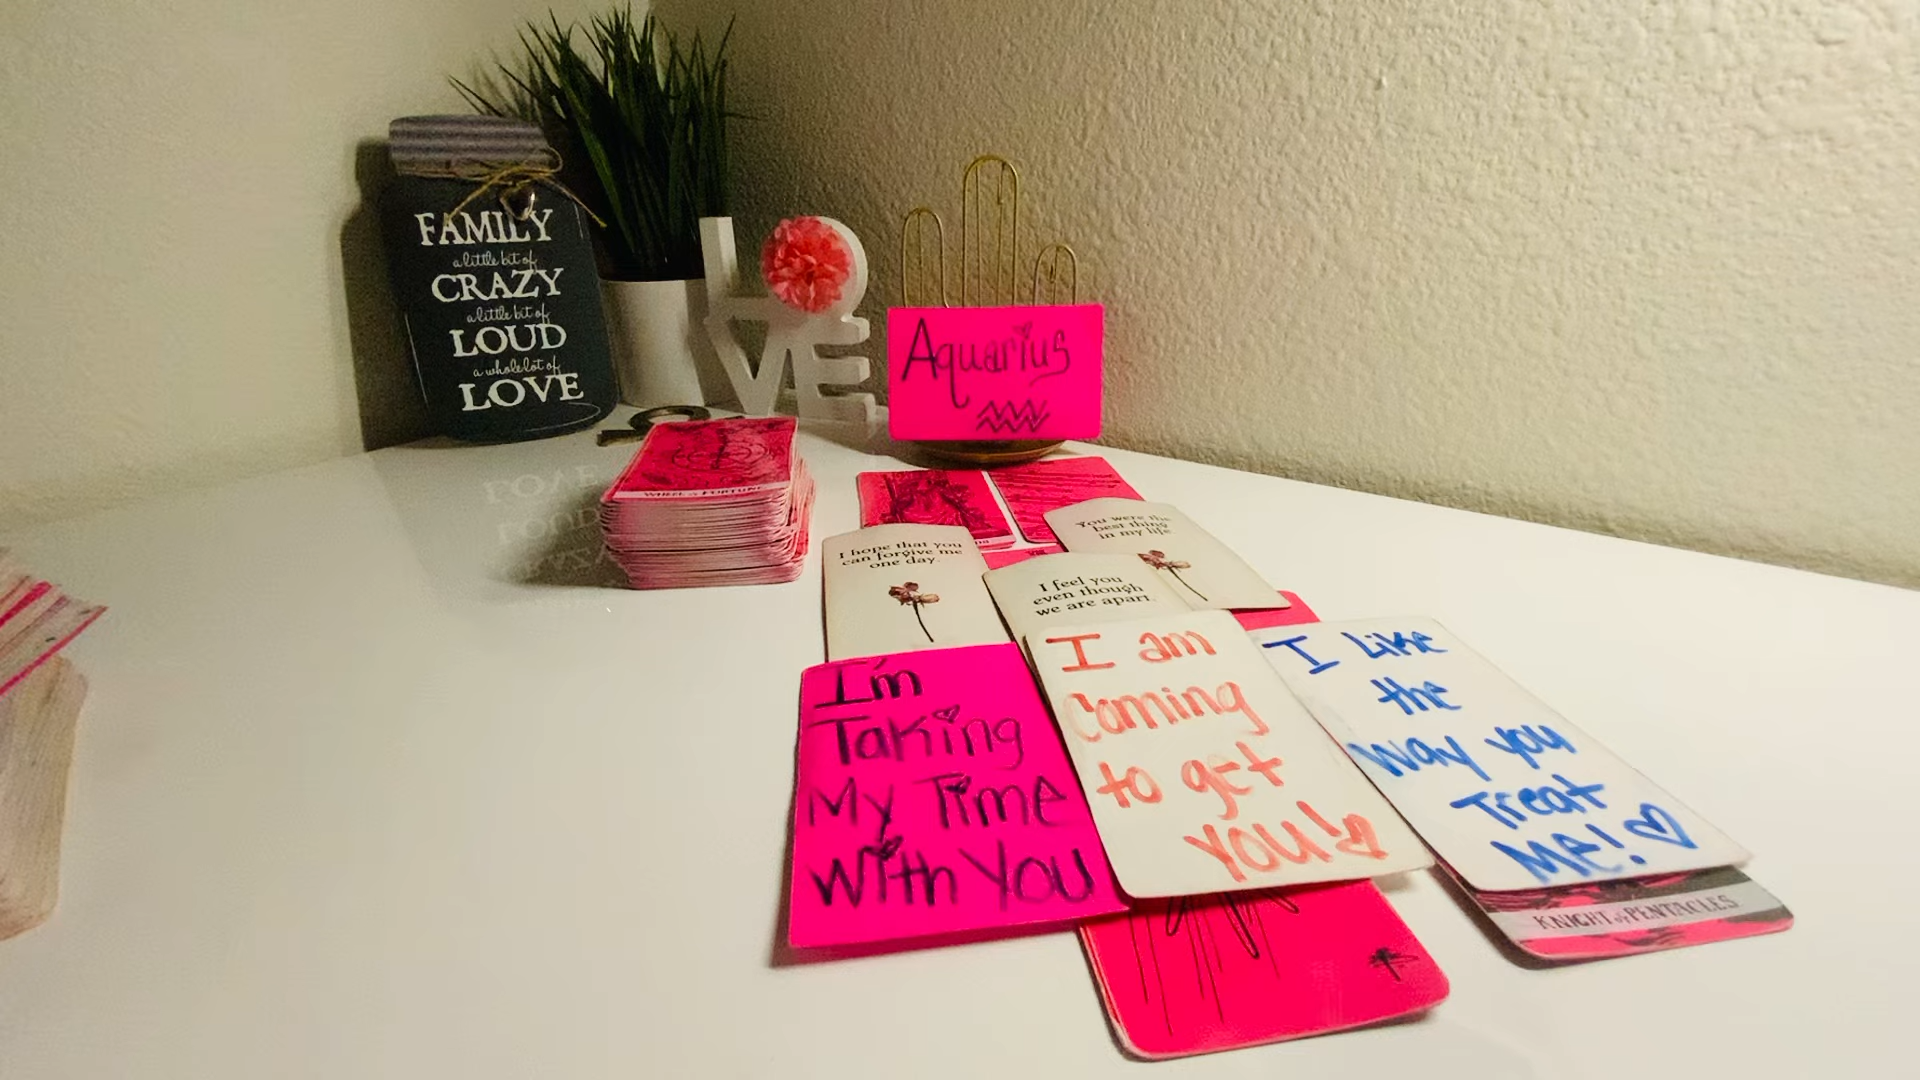 FAMILY
a little bit of
CRAZY
a little bit of
LOUD
a whole lot of
LOVE
LOVE
Aquarius
WHEEL of FORTUNE
You were the
best thing
in my life
I hope that you
can forgive me
one day.
I feel you
even though
we are apart.
I'm
Taking
My Time
With You
I am
Coming
to get
YOU!
I Like
the
Way you
Treat
ME!
KNIGHT of PENTACLES